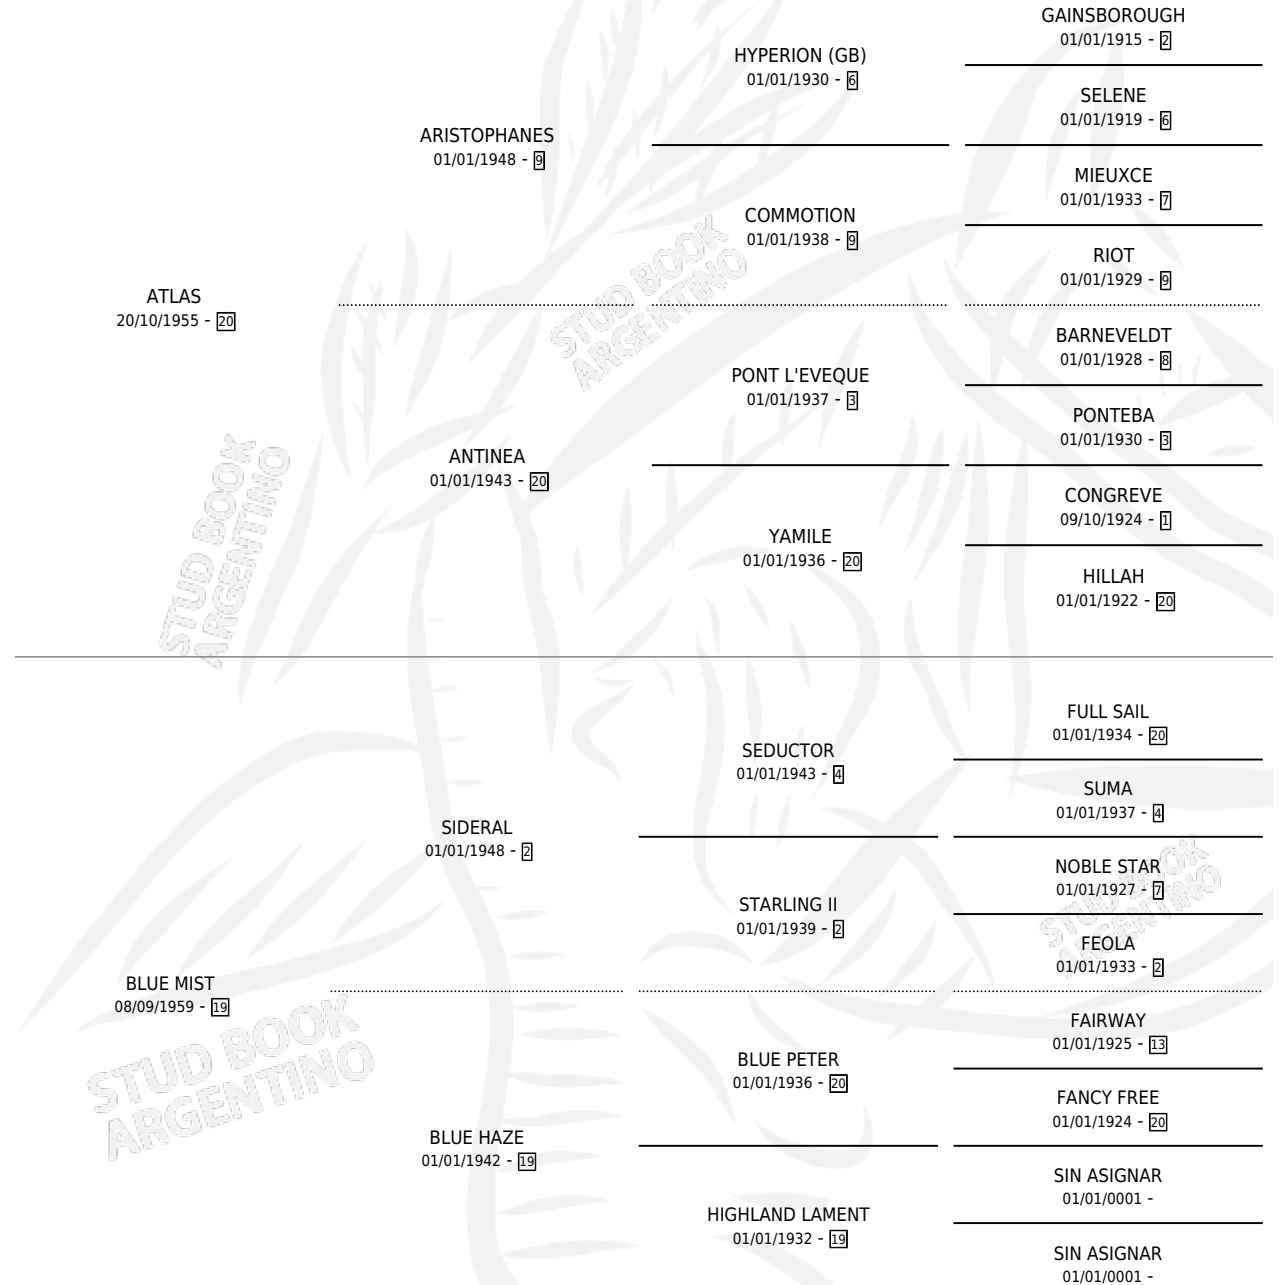 GAINSBOROUGH
01/01/1915 - 2
HYPERION (GB)
01/01/1930 - 6
SELENE
01/01/1919 - 6
ARISTOPHANES
01/01/1948 - 9
MIEUXCE
01/01/1933 - 7
COMMOTION
01/01/1938 - 9
RIOT
01/01/1929 - 9
ATLAS
20/10/1955 - 20
STUD BOOK
ARGENTINO
BARNEVELDT
01/01/1928 - 8
PONT L'EVEQUE
01/01/1937 - 3
PONTEBA
01/01/1930 - 3
ANTINEA
01/01/1943 - 20
CONGREVE
09/10/1924 - 1
YAMILE
01/01/1936 - 20
HILLAH
01/01/1922 - 20
STUD BOOK
ARGENTINO
FULL SAIL
01/01/1934 - 20
SEDUCTOR
01/01/1943 - 4
SUMA
01/01/1937 - 4
SIDERAL
01/01/1948 - 2
NOBLE STAR
01/01/1927 - 7
STARLING II
01/01/1939 - 2
STUD BOOK
ARGENTINO
FEOLA
01/01/1933 - 2
BLUE MIST
08/09/1959 - 19
FAIRWAY
01/01/1925 - 13
BLUE PETER
01/01/1936 - 20
STUD BOOK
ARGENTINO
FANCY FREE
01/01/1924 - 20
BLUE HAZE
01/01/1942 - 19
SIN ASIGNAR
01/01/0001 -
HIGHLAND LAMENT
01/01/1932 - 19
SIN ASIGNAR
01/01/0001 -